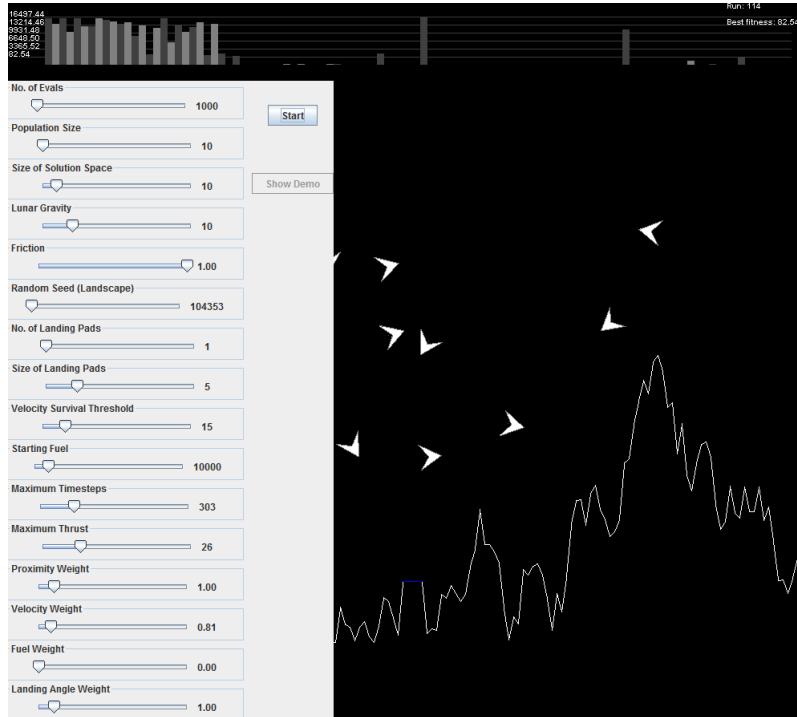 Run: 114
16497.44
13214.46
Best fitness: 82.54
9931.48
6648.50
3365.52
82.54
No. of Evals
1000
Start
Population Size
10
Size of Solution Space
10
Show Demo
Lunar Gravity
10
Friction
1.00
Random Seed (Landscape)
104353
No. of Landing Pads
1
Size of Landing Pads
5
Velocity Survival Threshold
15
Starting Fuel
10000
Maximum Timesteps
303
Maximum Thrust
26
Proximity Weight
1.00
Velocity Weight
0.81
Fuel Weight
0.00
Landing Angle Weight
1.00